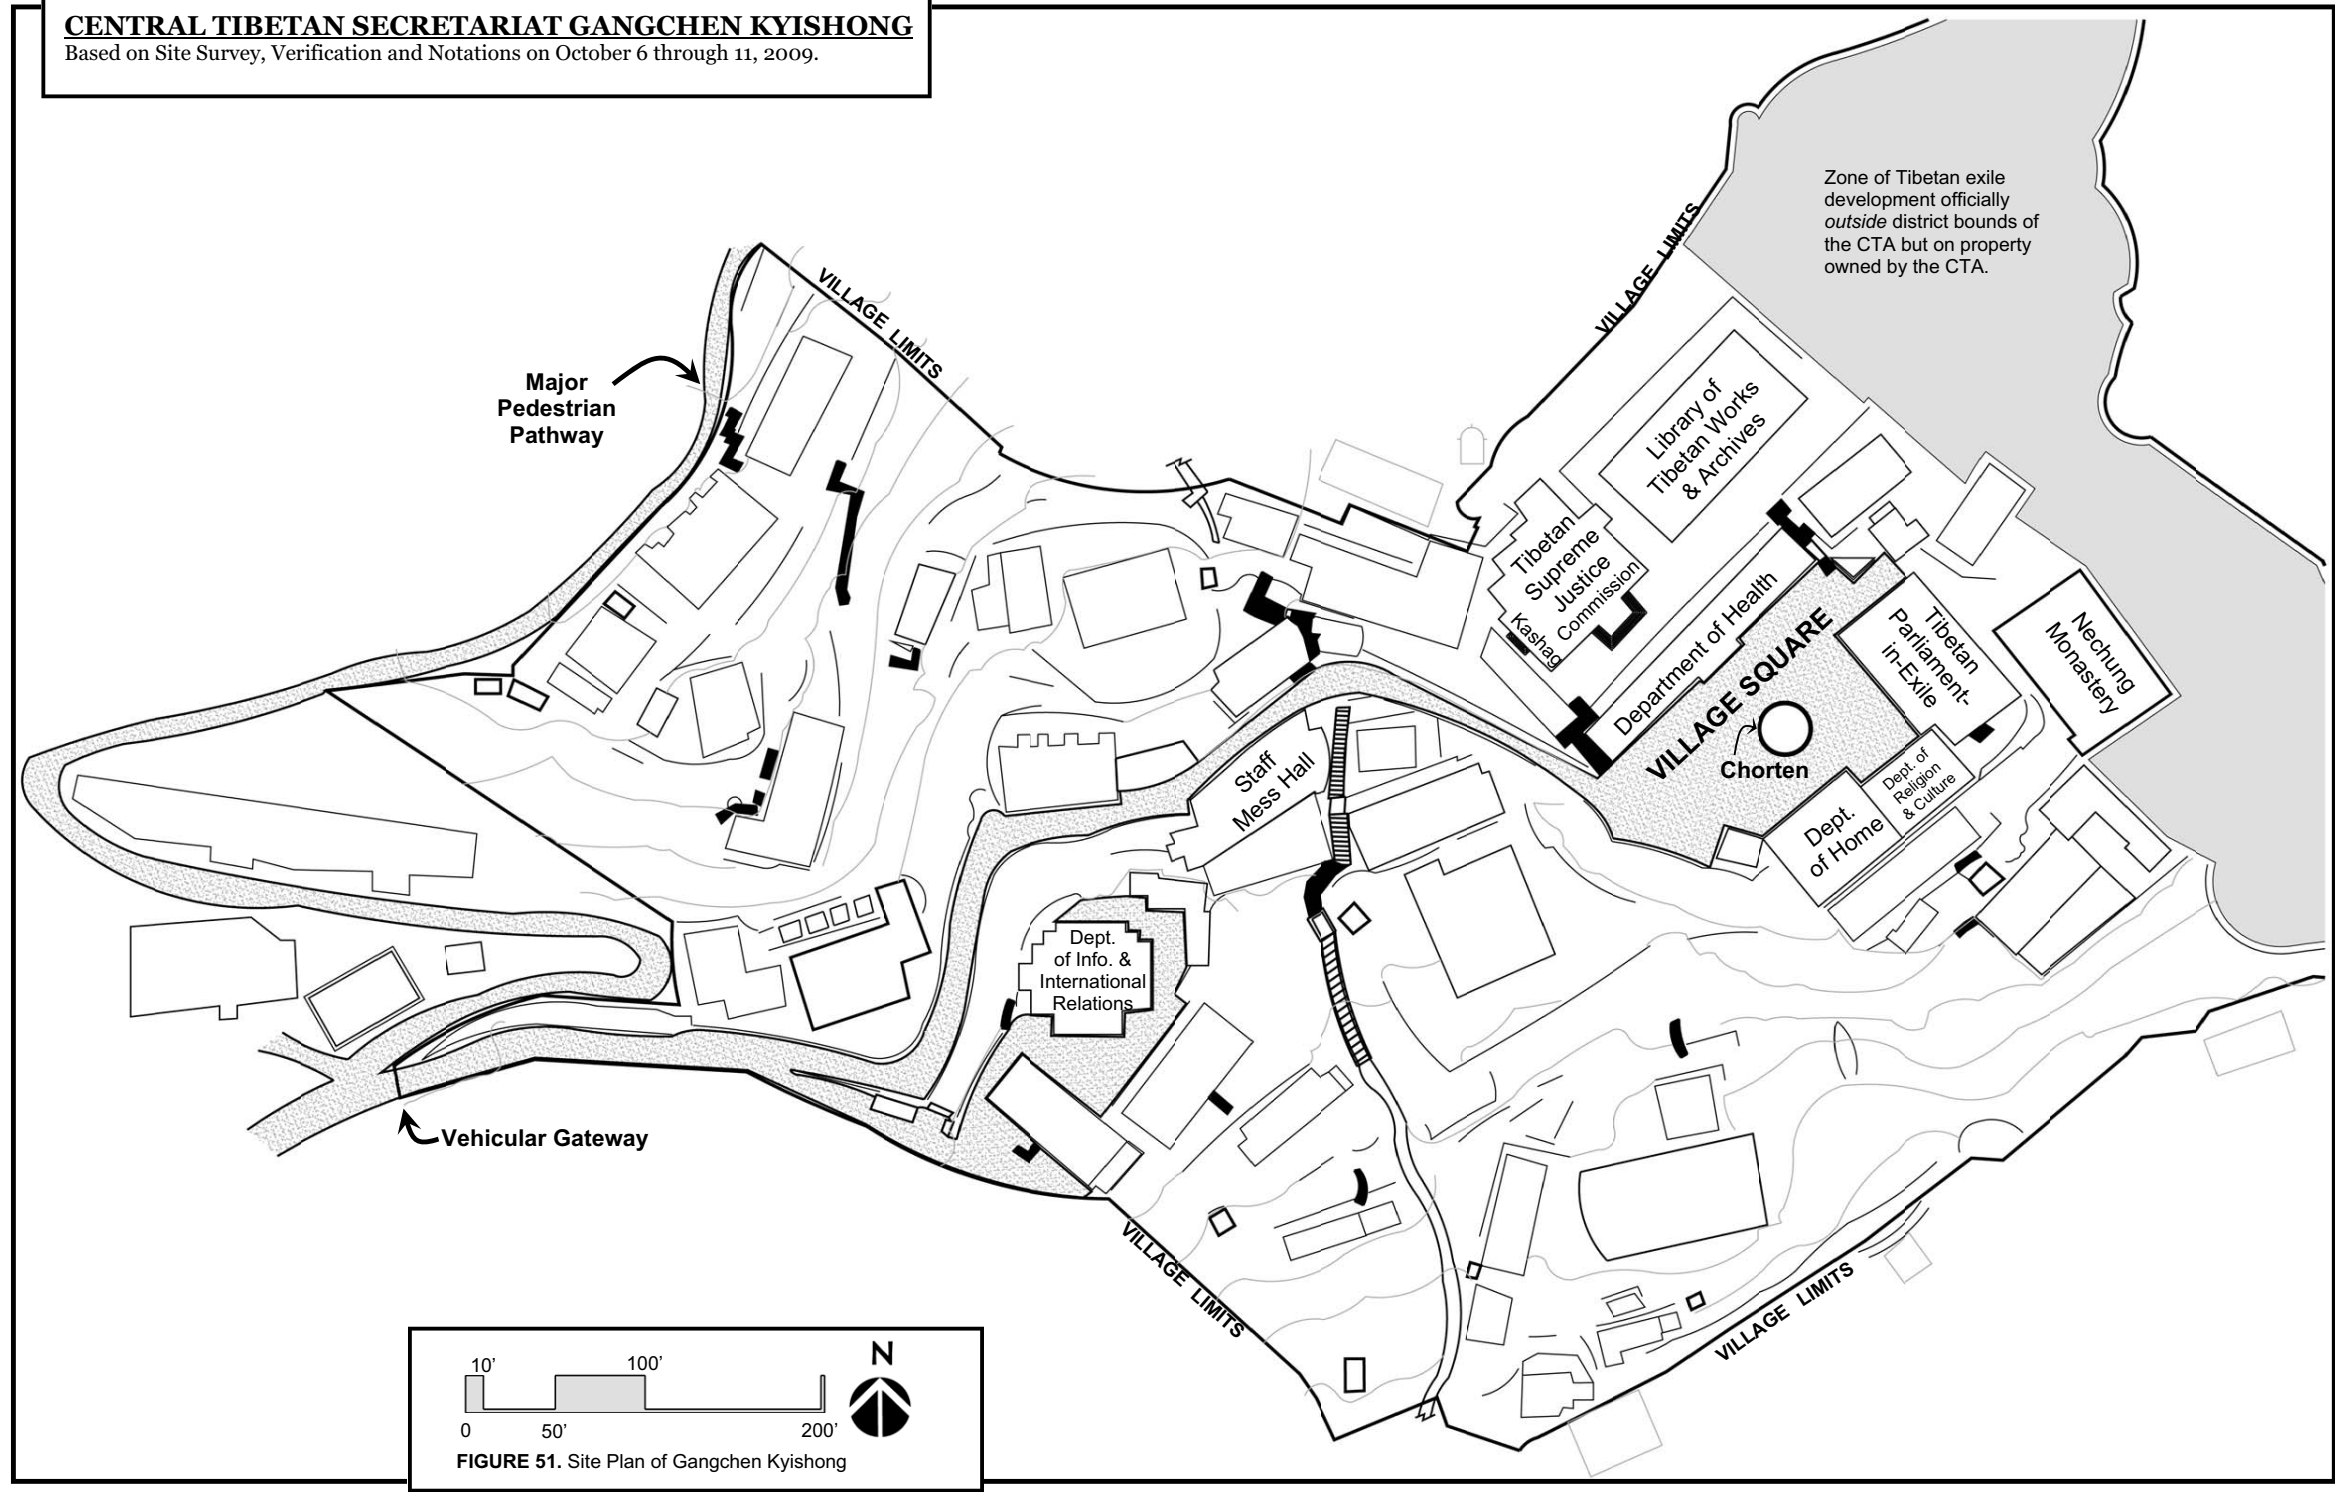 CENTRAL TIBETAN SECRETARIAT GANGCHEN KYISHONG
Based on Site Survey, Verification and Notations on October 6 through 11, 2009.
Zone of Tibetan exile
development officially
outside district bounds of
the CTA but on property
owned by the CTA.
VILLAGE LIMITS
VILLAGE LIMITS
Major
Pedestrian
Pathway
Library of
Tibetan Works
& Archives
Tibetan
Supreme
Justice
Commission
Kashag
Department of Health
VILLAGE SQUARE
Chorten
Tibetan
Parliament-
in-Exile
Nechung
Monastery
Dept. of
Religion
& Culture
Dept.
of Home
Staff
Mess Hall
Dept.
of Info. &
International
Relations
Vehicular Gateway
VILLAGE LIMITS
VILLAGE LIMITS
N
10’
100’
0
50’
200’
FIGURE 51. Site Plan of Gangchen Kyishong